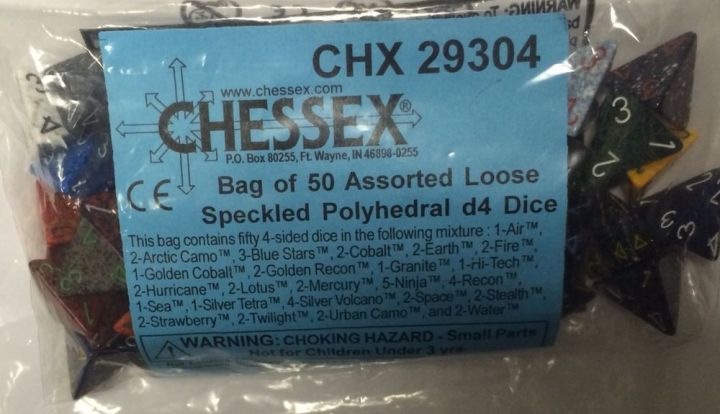 WARNING: To
CHX 29304
www.chessex.com
CHESSEX®
P.O. Box 80255, Ft. Wayne, IN 46898-0255
CE
Bag of 50 Assorted Loose
Speckled Polyhedral d4 Dice
This bag contains fifty 4-sided dice in the following mixture : 1-Air™,
2-Arctic Camo™, 3-Blue Stars™, 2-Cobalt™, 2-Earth™, 2-Fire™,
1-Golden Cobalt™, 2-Golden Recon™, 1-Granite™, 1-Hi-Tech™,
2-Hurricane™, 2-Lotus™, 2-Mercury™, 5-Ninja™, 4-Recon™,
1-Sea™, 1-Silver Tetra™, 4-Silver Volcano™, 2-Space™, 2-Stealth™,
2-Strawberry™, 2-Twilight™, 2-Urban Camo™, and 2-Water™
WARNING: CHOKING HAZARD - Small Parts
Not for Children Under 3 yrs.